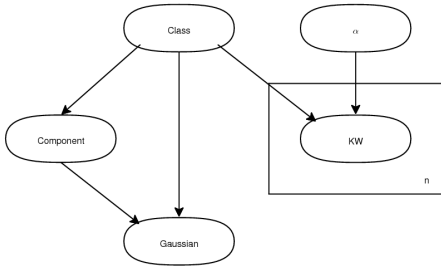 Class
α
Component
KW
n
Gaussian